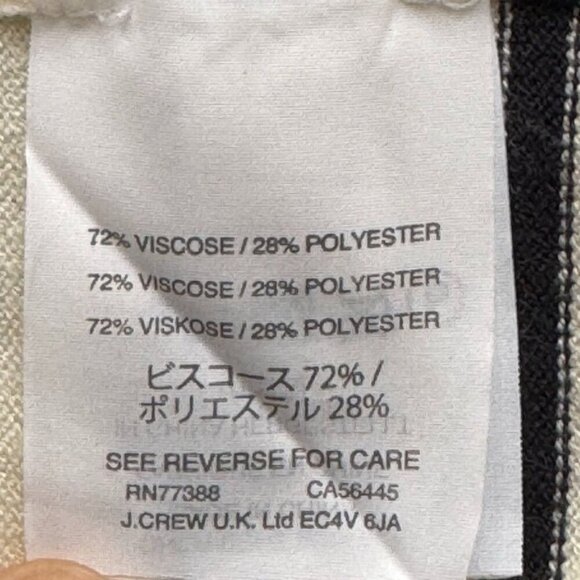 72% VISCOSE / 28% POLYESTER
72% VISCOSE / 28% POLYESTER
72% VISKOSE / 28% POLYESTER
ビスコース 72% /
ポリエステル 28%
SEE REVERSE FOR CARE
RN77388 CA56445
J.CREW U.K. Ltd EC4V 6JA